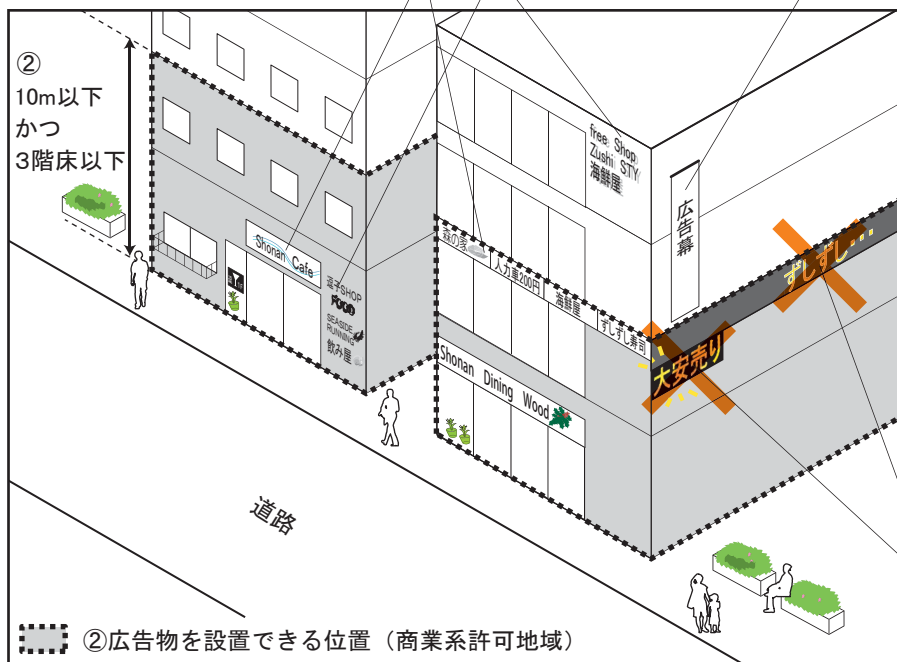 ②
10m以下
かつ
3階床以下
Shonan Cafe
逗子SHOP
FOOD
SEASIDE
RUNNING
飲み屋
free Shop
Zushi STY
海鮮屋
広告幕
森の家
人力車200円
海鮮屋
ずしずし寿司
ずしずし・・・
大安売り
Shonan Dining Wood
道路
②広告物を設置できる位置（商業系許可地域）